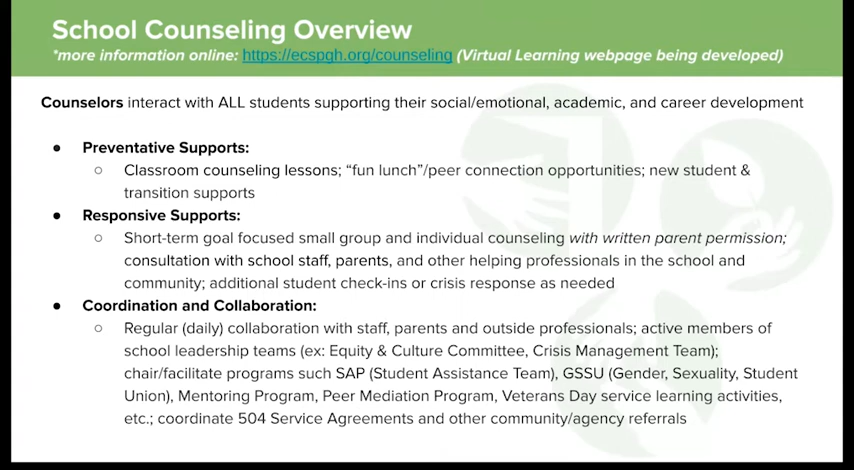 School Counseling Overview
*more information online: https://ecspgh.org/counseling (Virtual Learning webpage being developed)
Counselors interact with ALL students supporting their social/emotional, academic, and career development
● Preventative Supports:
○ Classroom counseling lessons; “fun lunch”/peer connection opportunities; new student &
transition supports
● Responsive Supports:
○ Short-term goal focused small group and individual counseling with written parent permission;
consultation with school staff, parents, and other helping professionals in the school and
community; additional student check-ins or crisis response as needed
● Coordination and Collaboration:
○ Regular (daily) collaboration with staff, parents and outside professionals; active members of
school leadership teams (ex: Equity & Culture Committee, Crisis Management Team);
chair/facilitate programs such SAP (Student Assistance Team), GSSU (Gender, Sexuality, Student
Union), Mentoring Program, Peer Mediation Program, Veterans Day service learning activities,
etc.; coordinate 504 Service Agreements and other community/agency referrals